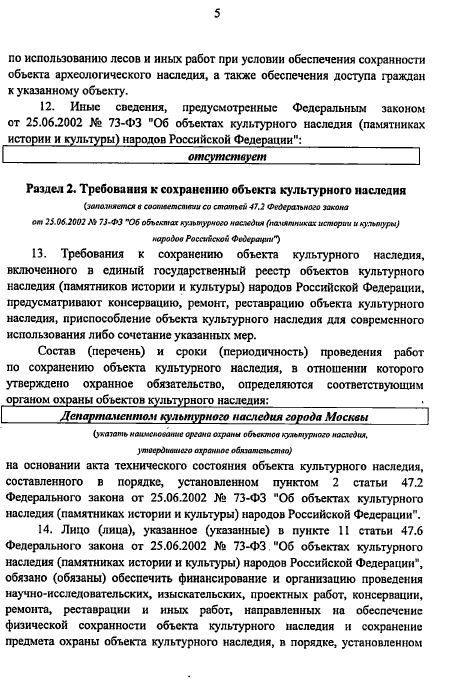 5
по использованию лесов и иных работ при условии обеспечения сохранности
объекта археологического наследия, а также обеспечения доступа граждан
к указанному объекту.
12. Иные сведения, предусмотренные Федеральным законом
от 25.06.2002 № 73-ФЗ "Об объектах культурного наследия (памятниках
истории и культуры) народов Российской Федерации":
отсутствует
Раздел 2. Требования к сохранению объекта культурного наследия
(заполняется в соответствии со статьей 47.2 Федерального закона
от 25.06.2002 № 73-ФЗ "Об объектах культурного наследия (памятниках истории и культуры)
народов Российской Федерации")
13. Требования к сохранению объекта культурного наследия,
включенного в единый государственный реестр объектов культурного
наследия (памятников истории и культуры) народов Российской Федерации,
предусматривают консервацию, ремонт, реставрацию объекта культурного
наследия, приспособление объекта культурного наследия для современного
использования либо сочетание указанных мер.
Состав (перечень) и сроки (периодичность) проведения работ
по сохранению объекта культурного наследия, в отношении которого
утверждено охранное обязательство, определяются соответствующим
органом охраны объектов культурного наследия:
Департаментом культурного наследия города Москвы
(указать наименование органа охраны объектов культурного наследия,
утвердившего охранное обязательство)
на основании акта технического состояния объекта культурного наследия,
составленного в порядке, установленном пунктом 2 статьи 47.2
Федерального закона от 25.06.2002 № 73-ФЗ "Об объектах культурного
наследия (памятниках истории и культуры) народов Российской Федерации".
14. Лицо (лица), указанное (указанные) в пункте 11 статьи 47.6
Федерального закона от 25.06.2002 № 73-ФЗ "Об объектах культурного
наследия (памятниках истории и культуры) народов Российской Федерации",
обязано (обязаны) обеспечить финансирование и организацию проведения
научно-исследовательских, изыскательских, проектных работ, консервации,
ремонта, реставрации и иных работ, направленных на обеспечение
физической сохранности объекта культурного наследия и сохранение
предмета охраны объекта культурного наследия, в порядке, установленном